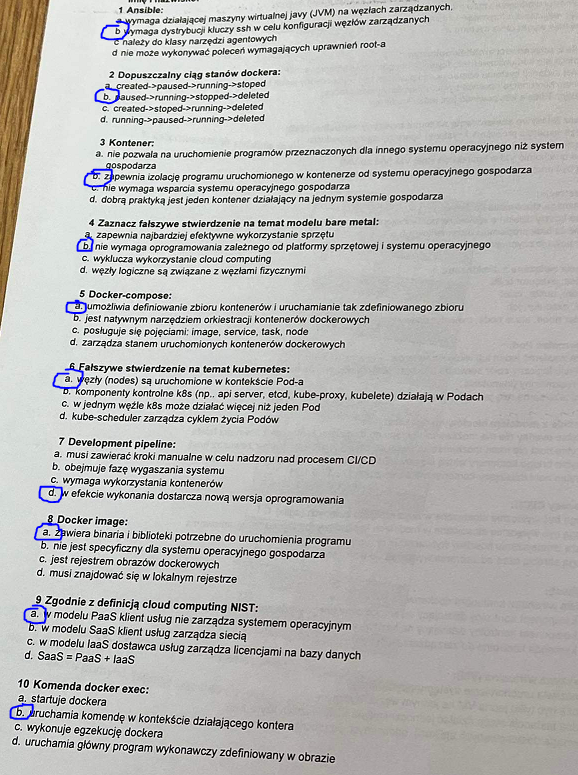 1 Ansible:
a wymaga działającej maszyny wirtualnej javy (JVM) na węzłach zarządzanych.
b wymaga dystrybucji kluczy ssh w celu konfiguracji węzłów zarządzanych
c należy do klasy narzędzi agentowych
d nie może wykonywać poleceń wymagających uprawnień root-a
2 Dopuszczalny ciąg stanów dockera:
a. created->paused->running->stoped
b. paused->running->stopped->deleted
c. created->stoped->running->deleted
d. running->paused->running->deleted
3 Kontener:
a. nie pozwala na uruchomienie programów przeznaczonych dla innego systemu operacyjnego niż system
gospodarza
b. zapewnia izolację programu uruchomionego w kontenerze od systemu operacyjnego gospodarza
c. nie wymaga wsparcia systemu operacyjnego gospodarza
d. dobrą praktyką jest jeden kontener działający na jednym systemie gospodarza
4 Zaznacz fałszywe stwierdzenie na temat modelu bare metal:
a. zapewnia najbardziej efektywne wykorzystanie sprzętu
b. nie wymaga oprogramowania zależnego od platformy sprzętowej i systemu operacyjnego
c. wyklucza wykorzystanie cloud computing
d. węzły logiczne są związane z węzłami fizycznymi
5 Docker-compose:
a. umożliwia definiowanie zbioru kontenerów i uruchamianie tak zdefiniowanego zbioru
b. jest natywnym narzędziem orkiestracji kontenerów dockerowych
c. posługuje się pojęciami: image, service, task, node
d. zarządza stanem uruchomionych kontenerów dockerowych
6 Fałszywe stwierdzenie na temat kubernetes:
a. węzły (nodes) są uruchomione w kontekście Pod-a
b. komponenty kontrolne k8s (np., api server, etcd, kube-proxy, kubelete) działają w Podach
c. w jednym węźle k8s może działać więcej niż jeden Pod
d. kube-scheduler zarządza cyklem życia Podów
7 Development pipeline:
a. musi zawierać kroki manualne w celu nadzoru nad procesem CI/CD
b. obejmuje fazę wygaszania systemu
c. wymaga wykorzystania kontenerów
d. w efekcie wykonania dostarcza nową wersja oprogramowania
8 Docker image:
a. zawiera binaria i biblioteki potrzebne do uruchomienia programu
b. nie jest specyficzny dla systemu operacyjnego gospodarza
c. jest rejestrem obrazów dockerowych
d. musi znajdować się w lokalnym rejestrze
9 Zgodnie z definicją cloud computing NIST:
a. w modelu PaaS klient usług nie zarządza systemem operacyjnym
b. w modelu SaaS klient usług zarządza siecią
c. w modelu IaaS dostawca usług zarządza licencjami na bazy danych
d. SaaS = PaaS + IaaS
10 Komenda docker exec:
a. startuje dockera
b. uruchamia komendę w kontekście działającego kontera
c. wykonuje egzekucję dockera
d. uruchamia główny program wykonawczy zdefiniowany w obrazie